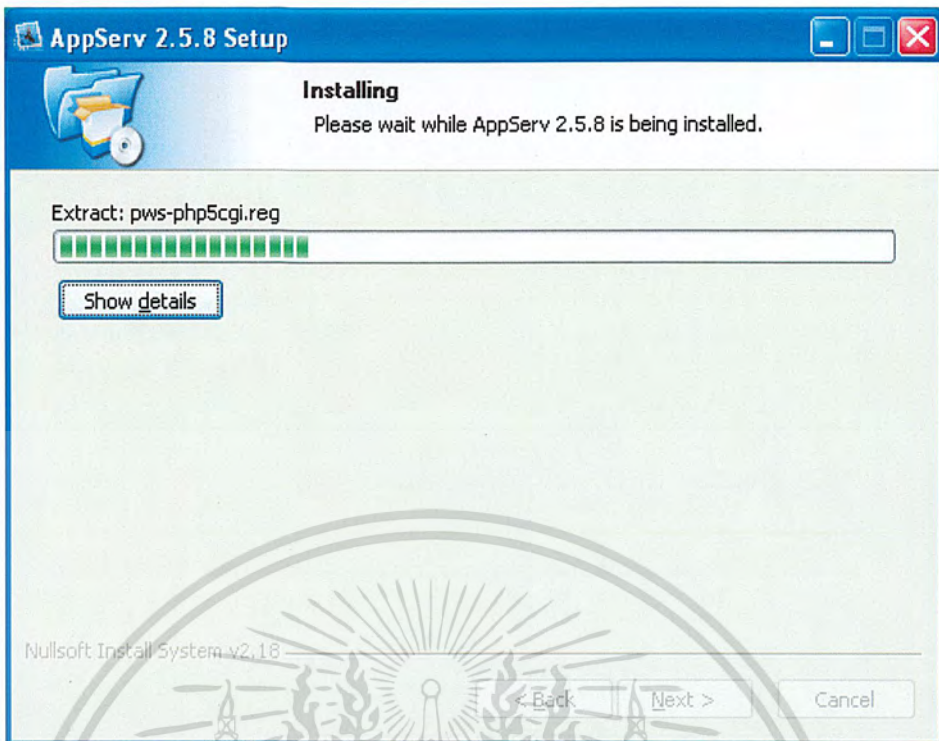 AppServ 2.5.8 Setup
Installing
Please wait while AppServ 2.5.8 is being installed.
Extract: pws-php5cgi.reg
Show details
Nullsoft Install System v2.18
< Back
Next >
Cancel